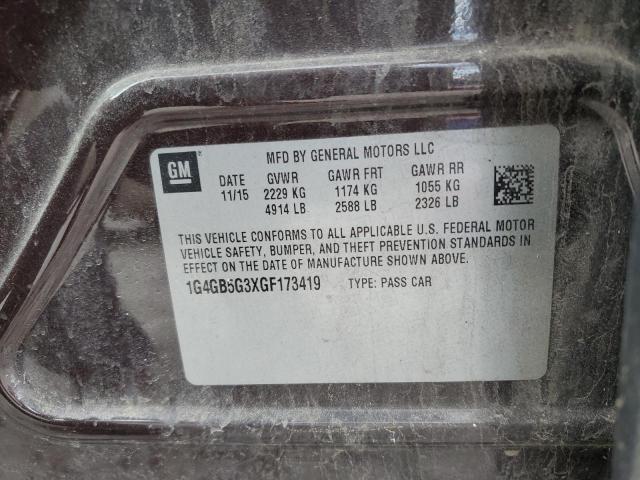 GM
MFD BY GENERAL MOTORS LLC
DATE GVWR GAWR FRT GAWR RR
11/15 2229 KG 1174 KG 1055 KG
4914 LB 2588 LB 2326 LB
THIS VEHICLE CONFORMS TO ALL APPLICABLE U.S. FEDERAL MOTOR
VEHICLE SAFETY, BUMPER, AND THEFT PREVENTION STANDARDS IN
EFFECT ON THE DATE OF MANUFACTURE SHOWN ABOVE.
1G4GB5G3XGF173419 TYPE: PASS CAR